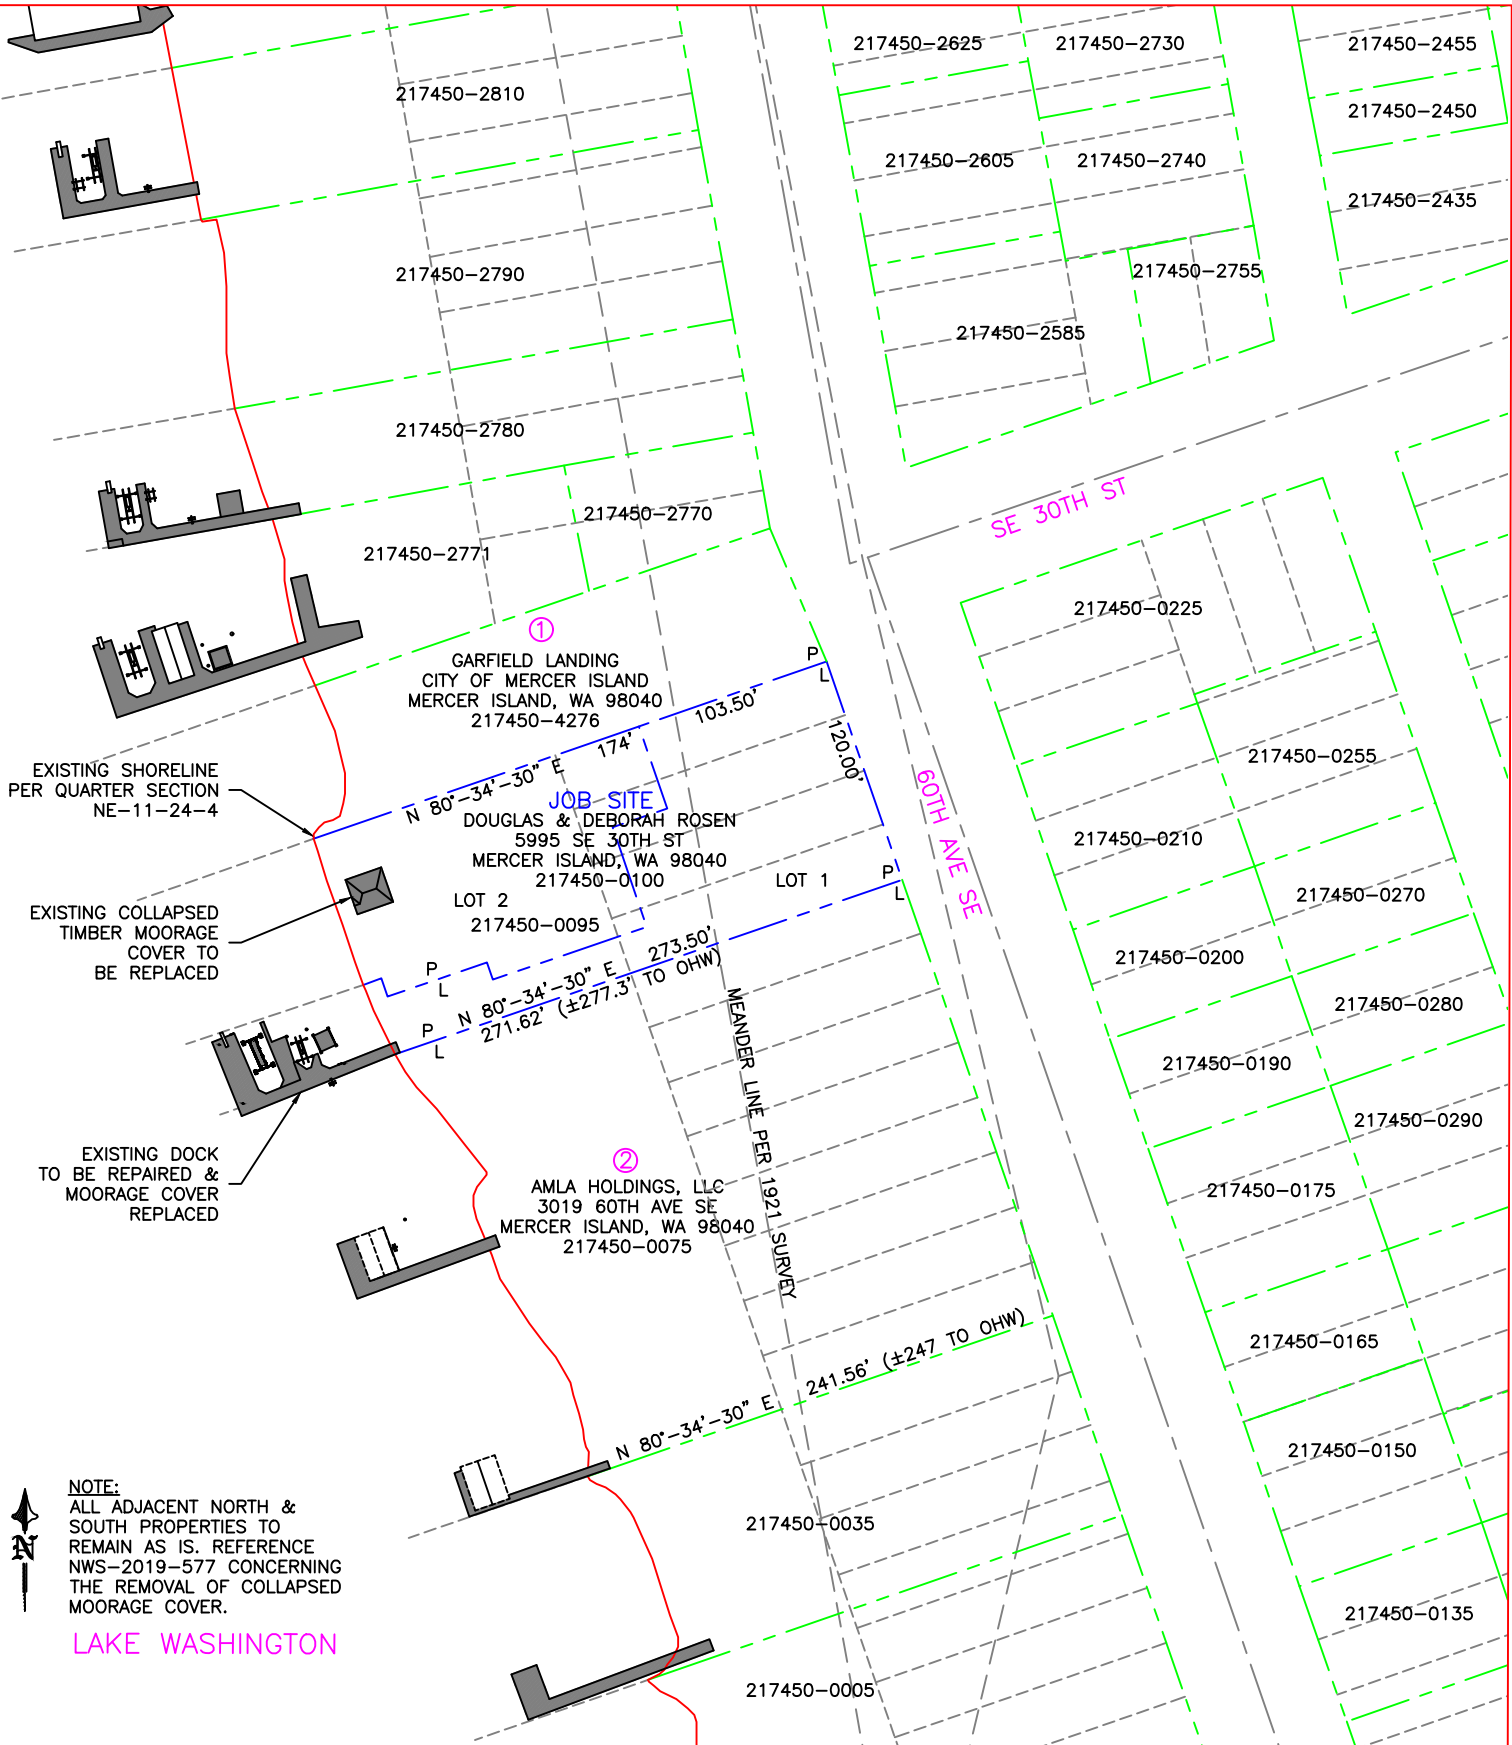 217450-2625
217450-2730
217450-2455
217450-2810
217450-2450
217450-2605
217450-2740
217450-2435
217450-2790
217450-2755
217450-2585
217450-2780
SE 30TH ST
217450-2770
217450-2771
217450-0225
1
GARFIELD LANDING
CITY OF MERCER ISLAND
MERCER ISLAND, WA 98040
217450-4276
P
L
103.50'
174'
N 80°-34'-30" E
120.00'
217450-0255
EXISTING SHORELINE
PER QUARTER SECTION
NE-11-24-4
60TH AVE SE
JOB SITE
DOUGLAS & DEBORAH ROSEN
5995 SE 30TH ST
MERCER ISLAND, WA 98040
217450-0100
217450-0210
LOT 1
P
L
217450-0270
LOT 2
217450-0095
EXISTING COLLAPSED
TIMBER MOORAGE
COVER TO
BE REPLACED
217450-0200
P
L
273.50'
N 80°-34'-30" E
271.62' (±277.3' TO OHW)
P
L
217450-0280
217450-0190
MEANDER LINE PER 1921 SURVEY
217450-0290
EXISTING DOCK
TO BE REPAIRED &
MOORAGE COVER
REPLACED
2
AMLA HOLDINGS, LLC
3019 60TH AVE SE
MERCER ISLAND, WA 98040
217450-0075
217450-0175
217450-0165
241.56' (±247 TO OHW)
N 80°-34'-30" E
217450-0150
NOTE:
ALL ADJACENT NORTH &
SOUTH PROPERTIES TO
REMAIN AS IS. REFERENCE
NWS-2019-577 CONCERNING
THE REMOVAL OF COLLAPSED
MOORAGE COVER.
N
217450-0035
217450-0135
LAKE WASHINGTON
217450-0005